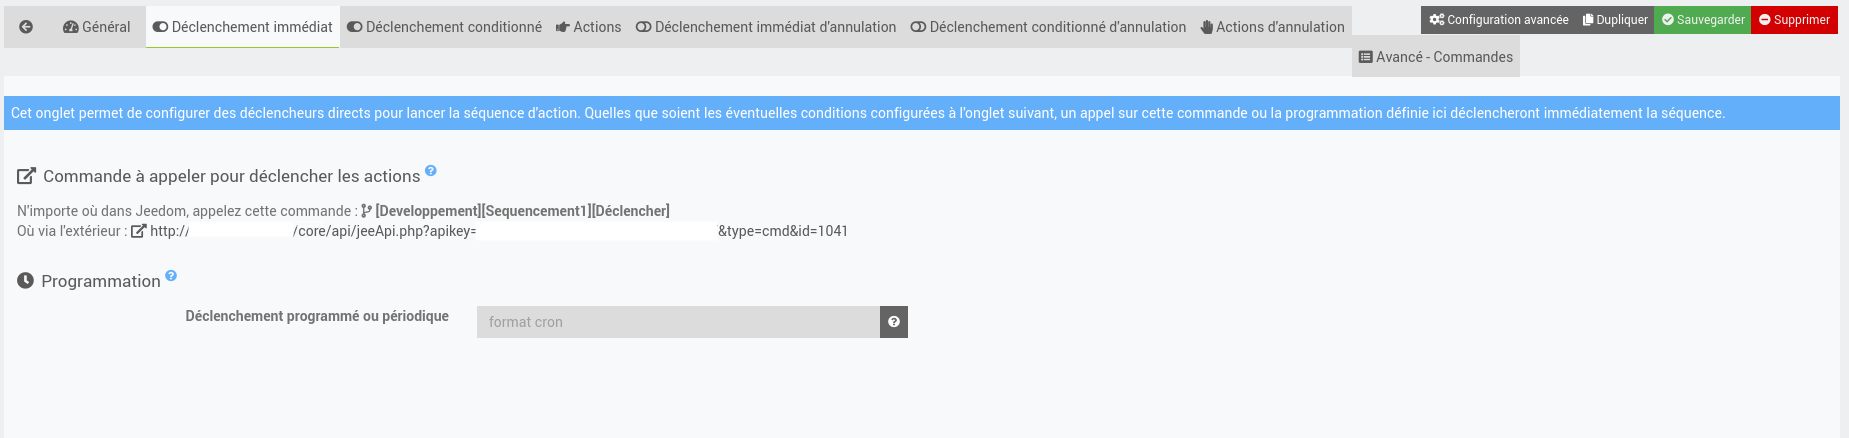 Général Déclenchement immédiat Déclenchement conditionné Actions Déclenchement immédiat d'annulation Déclenchement conditionné d'annulation Actions d'annulation Configuration avancée Dupliquer Sauvegarder Supprimer
Avancé - Commandes
Cet onglet permet de configurer des déclencheurs directs pour lancer la séquence d'action. Quelles que soient les éventuelles conditions configurées à l'onglet suivant, un appel sur cette commande ou la programmation définie ici déclencheront immédiatement la séquence.
Commande à appeler pour déclencher les actions ?
N'importe où dans Jeedom, appelez cette commande : [Developpement][Sequencement1][Déclencher]
Où via l'extérieur : http:// /core/api/jeeApi.php?apikey= &type=cmd&id=1041
Programmation ?
Déclenchement programmé ou périodique format cron ?